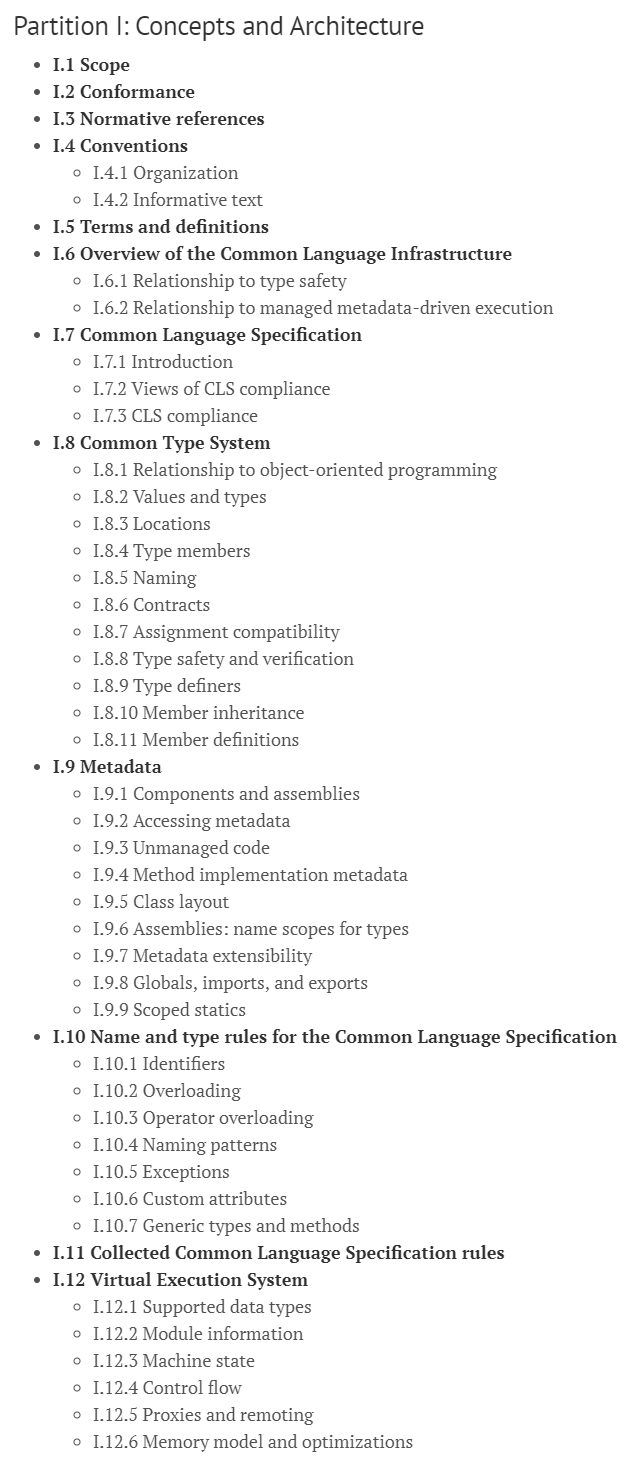 Partition I: Concepts and Architecture
I.1 Scope
I.2 Conformance
I.3 Normative references
I.4 Conventions
I.4.1 Organization
I.4.2 Informative text
I.5 Terms and definitions
I.6 Overview of the Common Language Infrastructure
I.6.1 Relationship to type safety
I.6.2 Relationship to managed metadata-driven execution
I.7 Common Language Specification
I.7.1 Introduction
I.7.2 Views of CLS compliance
I.7.3 CLS compliance
I.8 Common Type System
I.8.1 Relationship to object-oriented programming
I.8.2 Values and types
I.8.3 Locations
I.8.4 Type members
I.8.5 Naming
I.8.6 Contracts
I.8.7 Assignment compatibility
I.8.8 Type safety and verification
I.8.9 Type definers
I.8.10 Member inheritance
I.8.11 Member definitions
I.9 Metadata
I.9.1 Components and assemblies
I.9.2 Accessing metadata
I.9.3 Unmanaged code
I.9.4 Method implementation metadata
I.9.5 Class layout
I.9.6 Assemblies: name scopes for types
I.9.7 Metadata extensibility
I.9.8 Globals, imports, and exports
I.9.9 Scoped statics
I.10 Name and type rules for the Common Language Specification
I.10.1 Identifiers
I.10.2 Overloading
I.10.3 Operator overloading
I.10.4 Naming patterns
I.10.5 Exceptions
I.10.6 Custom attributes
I.10.7 Generic types and methods
I.11 Collected Common Language Specification rules
I.12 Virtual Execution System
I.12.1 Supported data types
I.12.2 Module information
I.12.3 Machine state
I.12.4 Control flow
I.12.5 Proxies and remoting
I.12.6 Memory model and optimizations